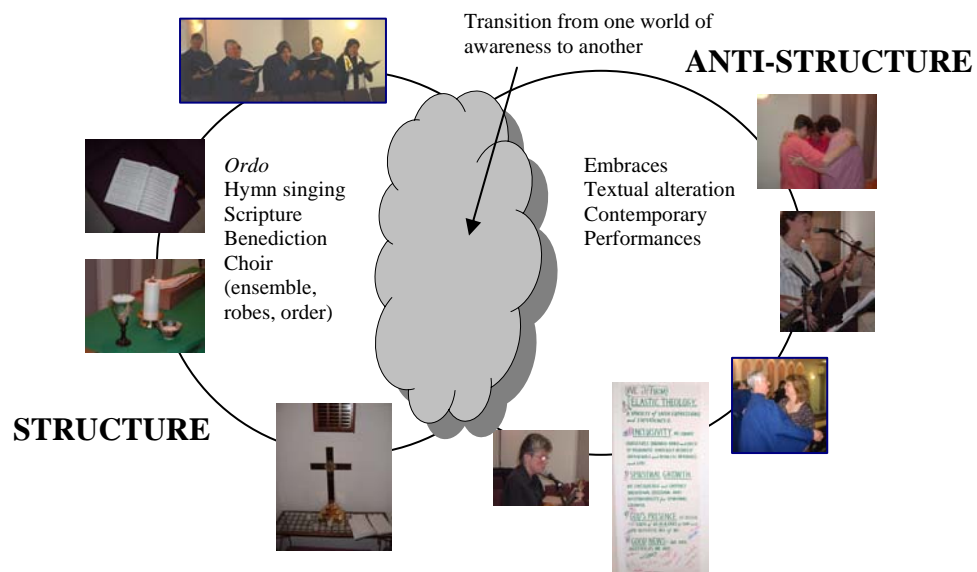 Transition from one world of
awareness to another
ANTI-STRUCTURE
Ordo
Hymn singing
Scripture
Benediction
Choir
(ensemble,
robes, order)
Embraces
Textual alteration
Contemporary
Performances
STRUCTURE
ELASTIC THEOLOGY
INCLUSIVITY
SPIRITUAL GROWTH
GOD'S PRESENCE
GOOD NEWS